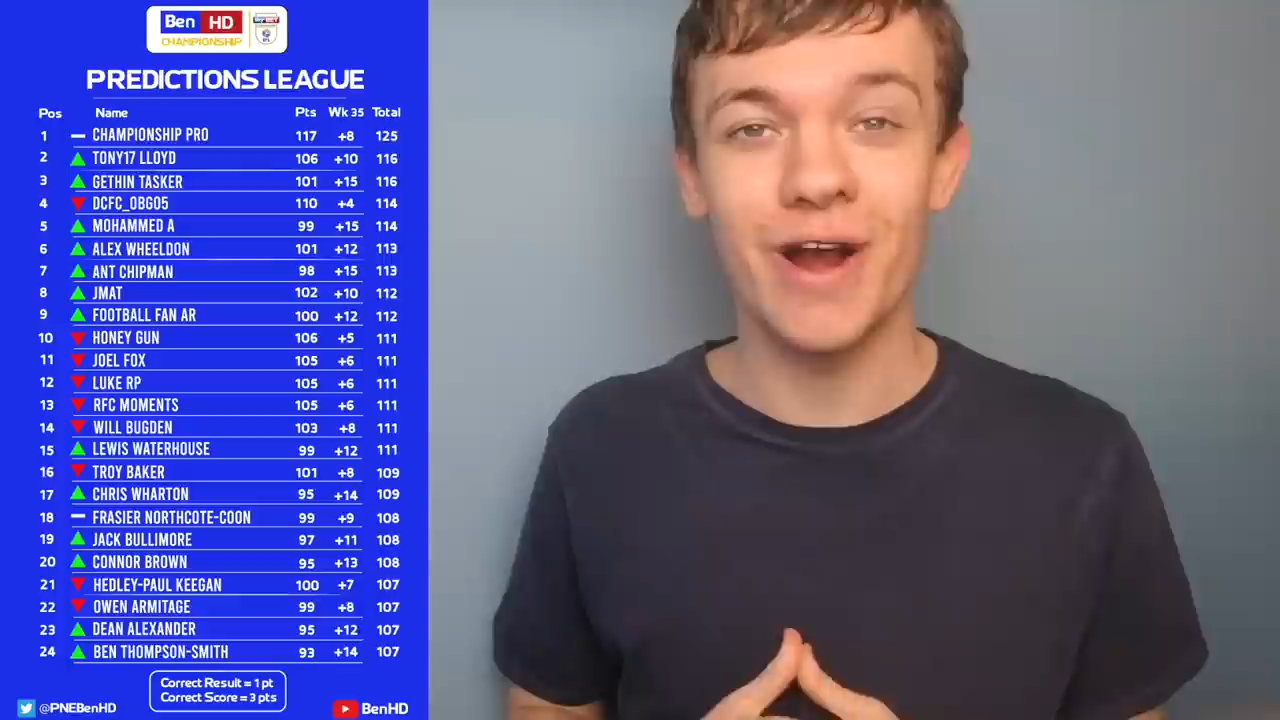 Ben HD
CHAMPIONSHIP
SKY BET
EFL
PREDICTIONS LEAGUE
Pos Name Pts Wk 35 Total
1 CHAMPIONSHIP PRO 117 +8 125
2 TONY17 LLOYD 106 +10 116
3 GETHIN TASKER 101 +15 116
4 DCFC_OBGO5 110 +4 114
5 MOHAMMED A 99 +15 114
6 ALEX WHEELDON 101 +12 113
7 ANT CHIPMAN 98 +15 113
8 JMAT 102 +10 112
9 FOOTBALL FAN AR 100 +12 112
10 HONEY GUN 106 +5 111
11 JOEL FOX 105 +6 111
12 LUKE RP 105 +6 111
13 RFC MOMENTS 105 +6 111
14 WILL BUGDEN 103 +8 111
15 LEWIS WATERHOUSE 99 +12 111
16 TROY BAKER 101 +8 109
17 CHRIS WHARTON 95 +14 109
18 FRASIER NORTHCOTE-COON 99 +9 108
19 JACK BULLIMORE 97 +11 108
20 CONNOR BROWN 95 +13 108
21 HEDLEY-PAUL KEEGAN 100 +7 107
22 OWEN ARMITAGE 99 +8 107
23 DEAN ALEXANDER 95 +12 107
24 BEN THOMPSON-SMITH 93 +14 107
Correct Result = 1 pt
Correct Score = 3 pts
@PNEBenHD
BenHD